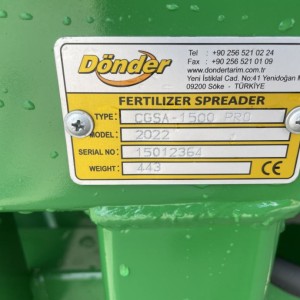 Dönder
Tel : +90 256 521 02 24
Fax : +90 256 521 01 09
www.dondertarim.com.tr
Yeni İstiklal Cad. No:41 Yenidoğan
09200 Söke - TÜRKİYE
FERTILIZER SPREADER
TYPE: CGSA-1500 PRO
MODEL: 2022
SERIAL NO: 15012364
WEIGHT: 443
CE